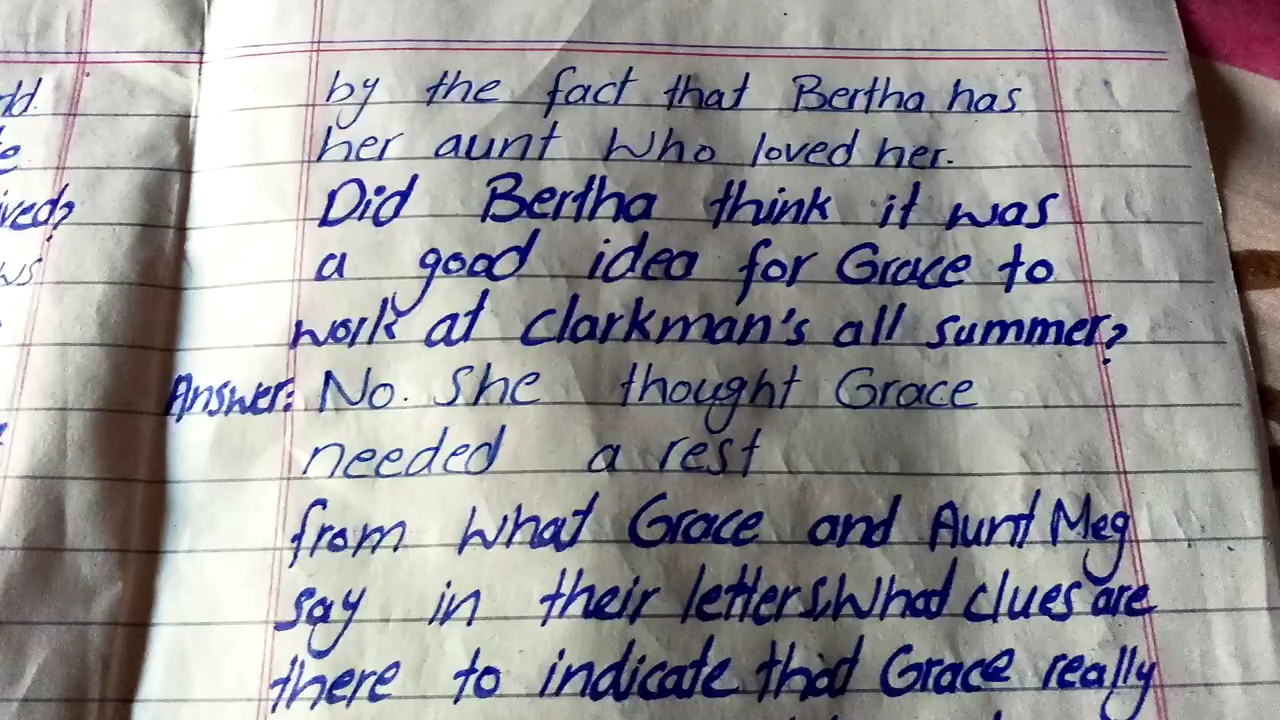 by the fact that Bertha has
her aunt who loved her.
Did Bertha think it was
a good idea for Grace to
work at Clarkman's all summer?
Answer: No. She thought Grace
needed a rest
from what Grace and Aunt Meg
say in their letters, What clues are
there to indicate that Grace really